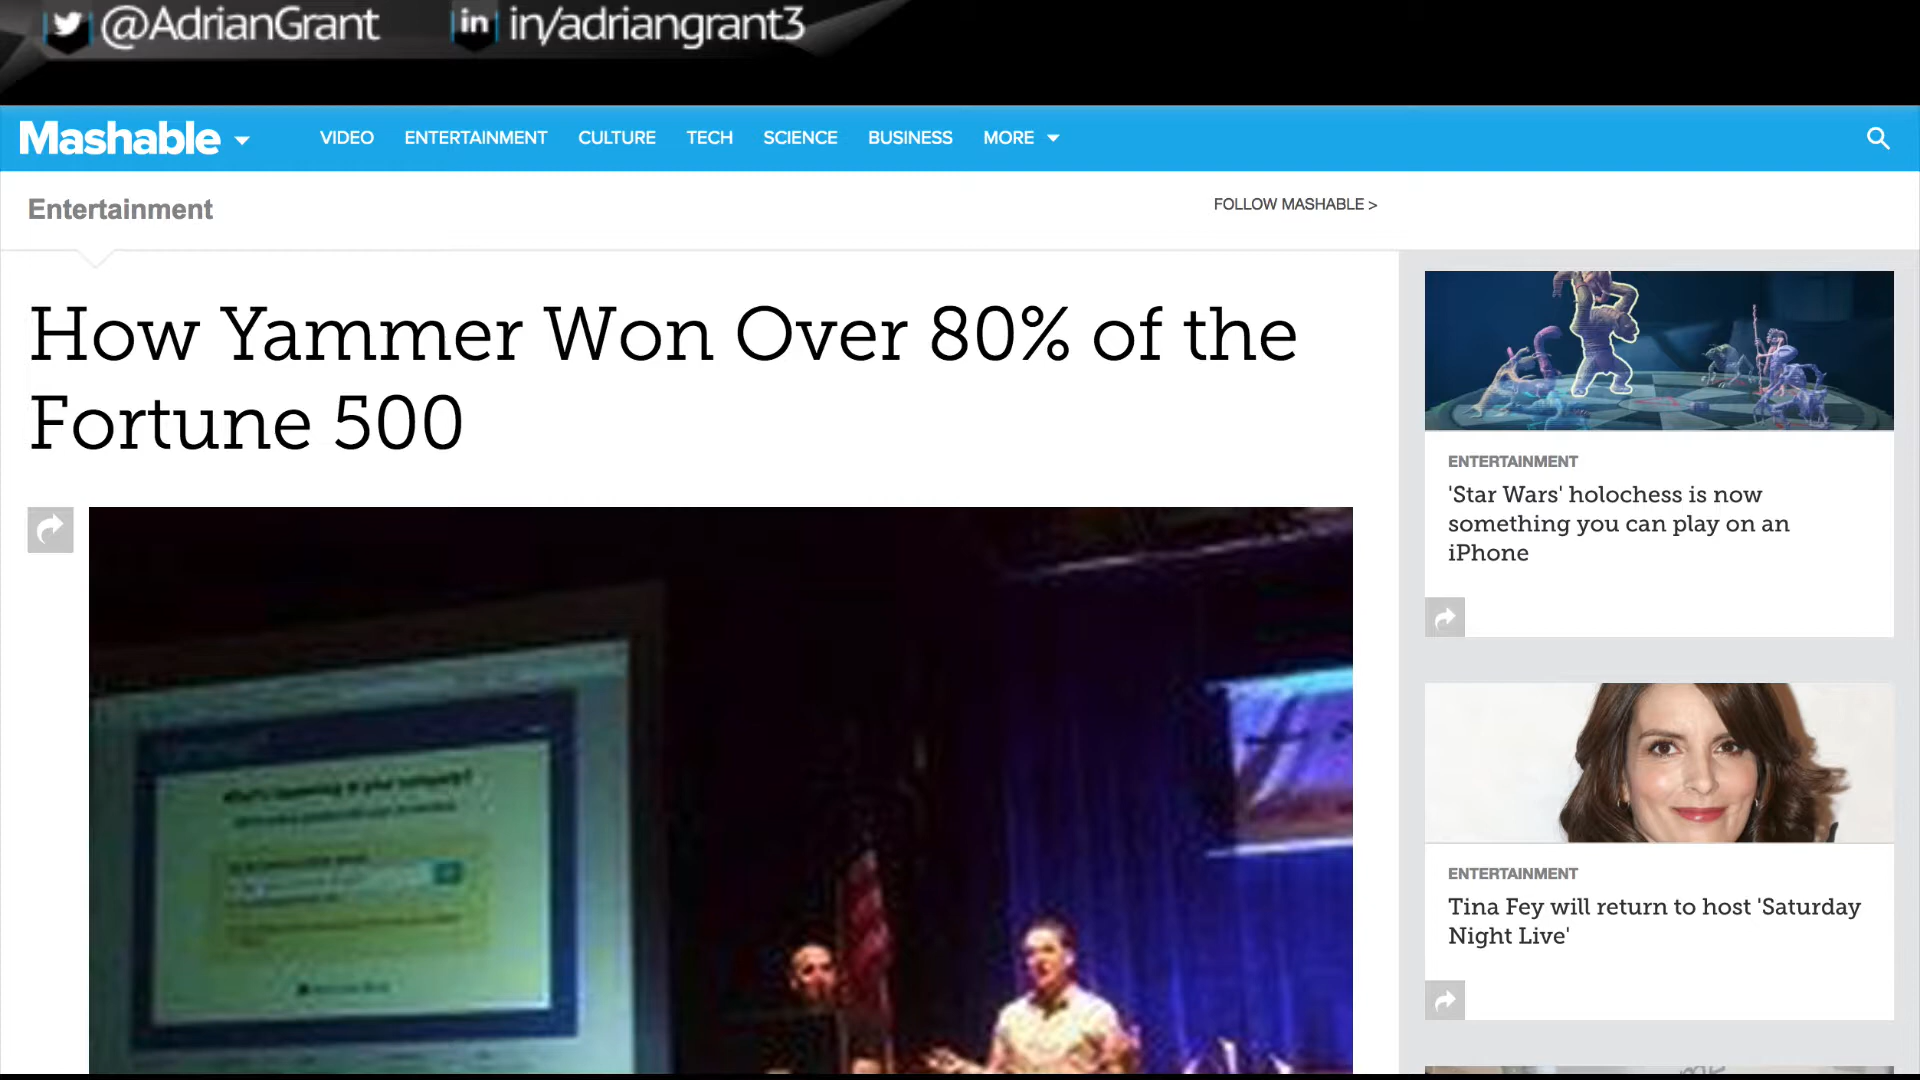 @AdrianGrant in in/adriangrant3
Mashable VIDEO ENTERTAINMENT CULTURE TECH SCIENCE BUSINESS MORE
Entertainment FOLLOW MASHABLE >
How Yammer Won Over 80% of the
Fortune 500
ENTERTAINMENT
'Star Wars' holochess is now
something you can play on an
iPhone
ENTERTAINMENT
Tina Fey will return to host 'Saturday
Night Live'